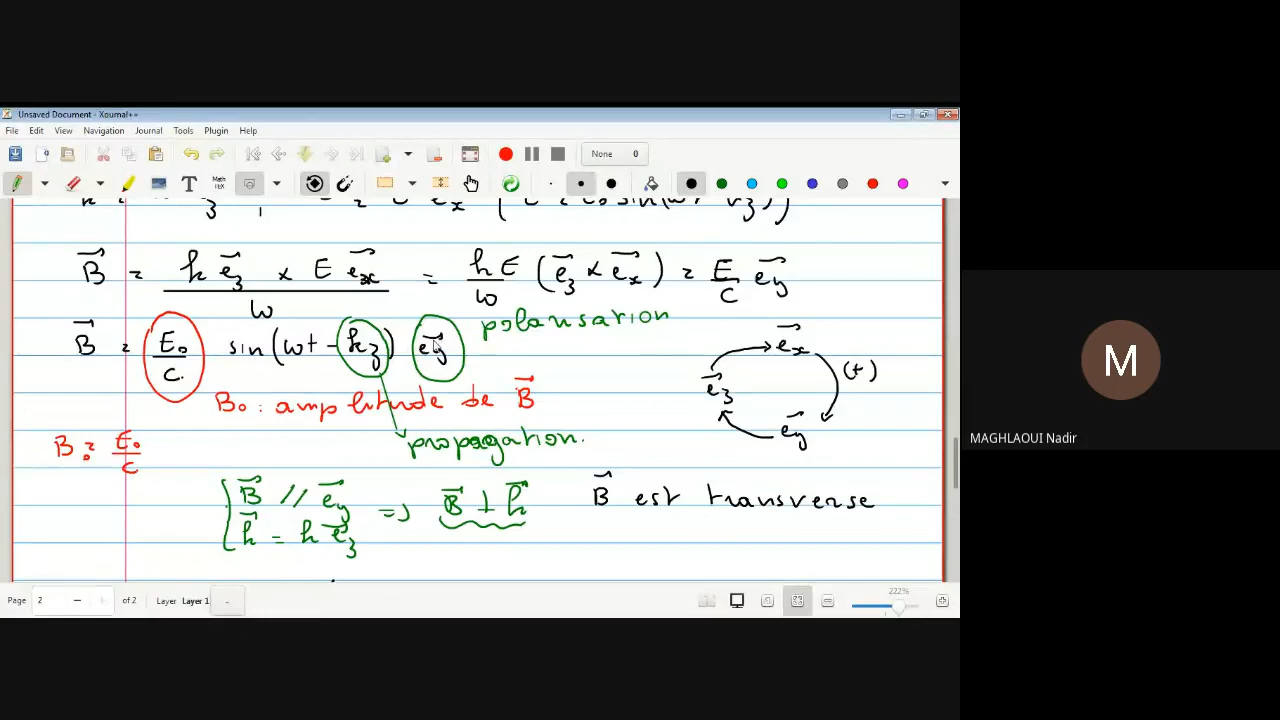 Unsaved Document - Xournal++
File Edit View Navigation Journal Tools Plugin Help
None 0
B⃗ = k e⃗z × E e⃗x / ω = kE/ω (e⃗z × e⃗x) = E/c e⃗y
B⃗ = E₀/c sin(ωt - kz) e⃗y polarisation
e⃗x
(+)
e⃗z
e⃗y
B₀ : amplitude de B⃗
propagation.
B₀ = E₀/c
B⃗ // e⃗y
k⃗ = k e⃗z
=> B⃗ ⊥ k⃗ B⃗ est transverse
MAGHLAOUI Nadir
M
Page 2 of 2 Layer Layer 1
222%